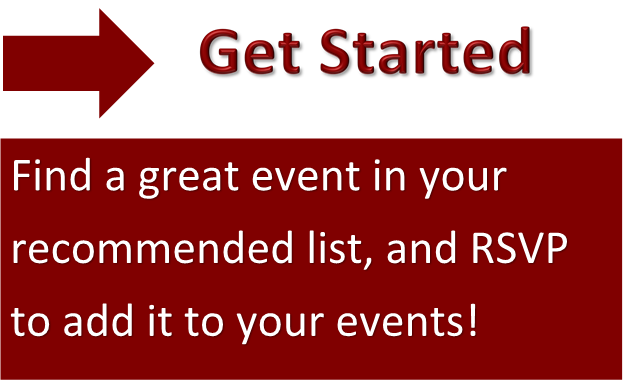 Get Started
Find a great event in your
recommended list, and RSVP
to add it to your events!